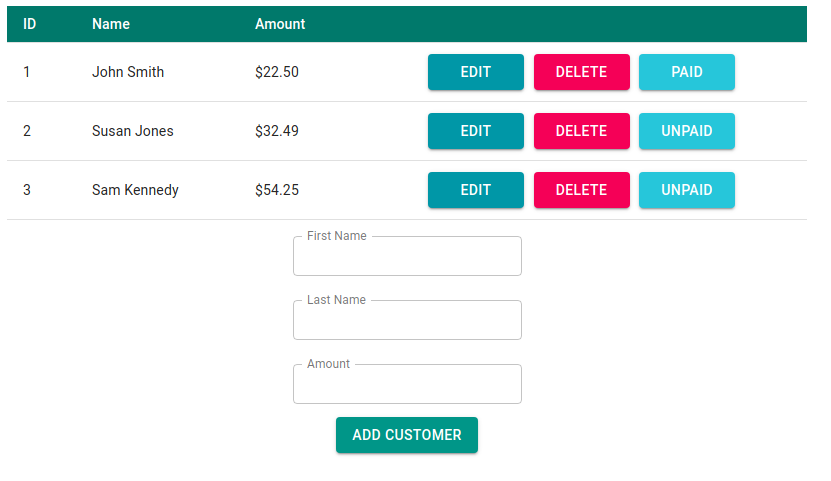 ID Name Amount
1 John Smith $22.50 EDIT DELETE PAID
2 Susan Jones $32.49 EDIT DELETE UNPAID
3 Sam Kennedy $54.25 EDIT DELETE UNPAID
First Name
Last Name
Amount
ADD CUSTOMER